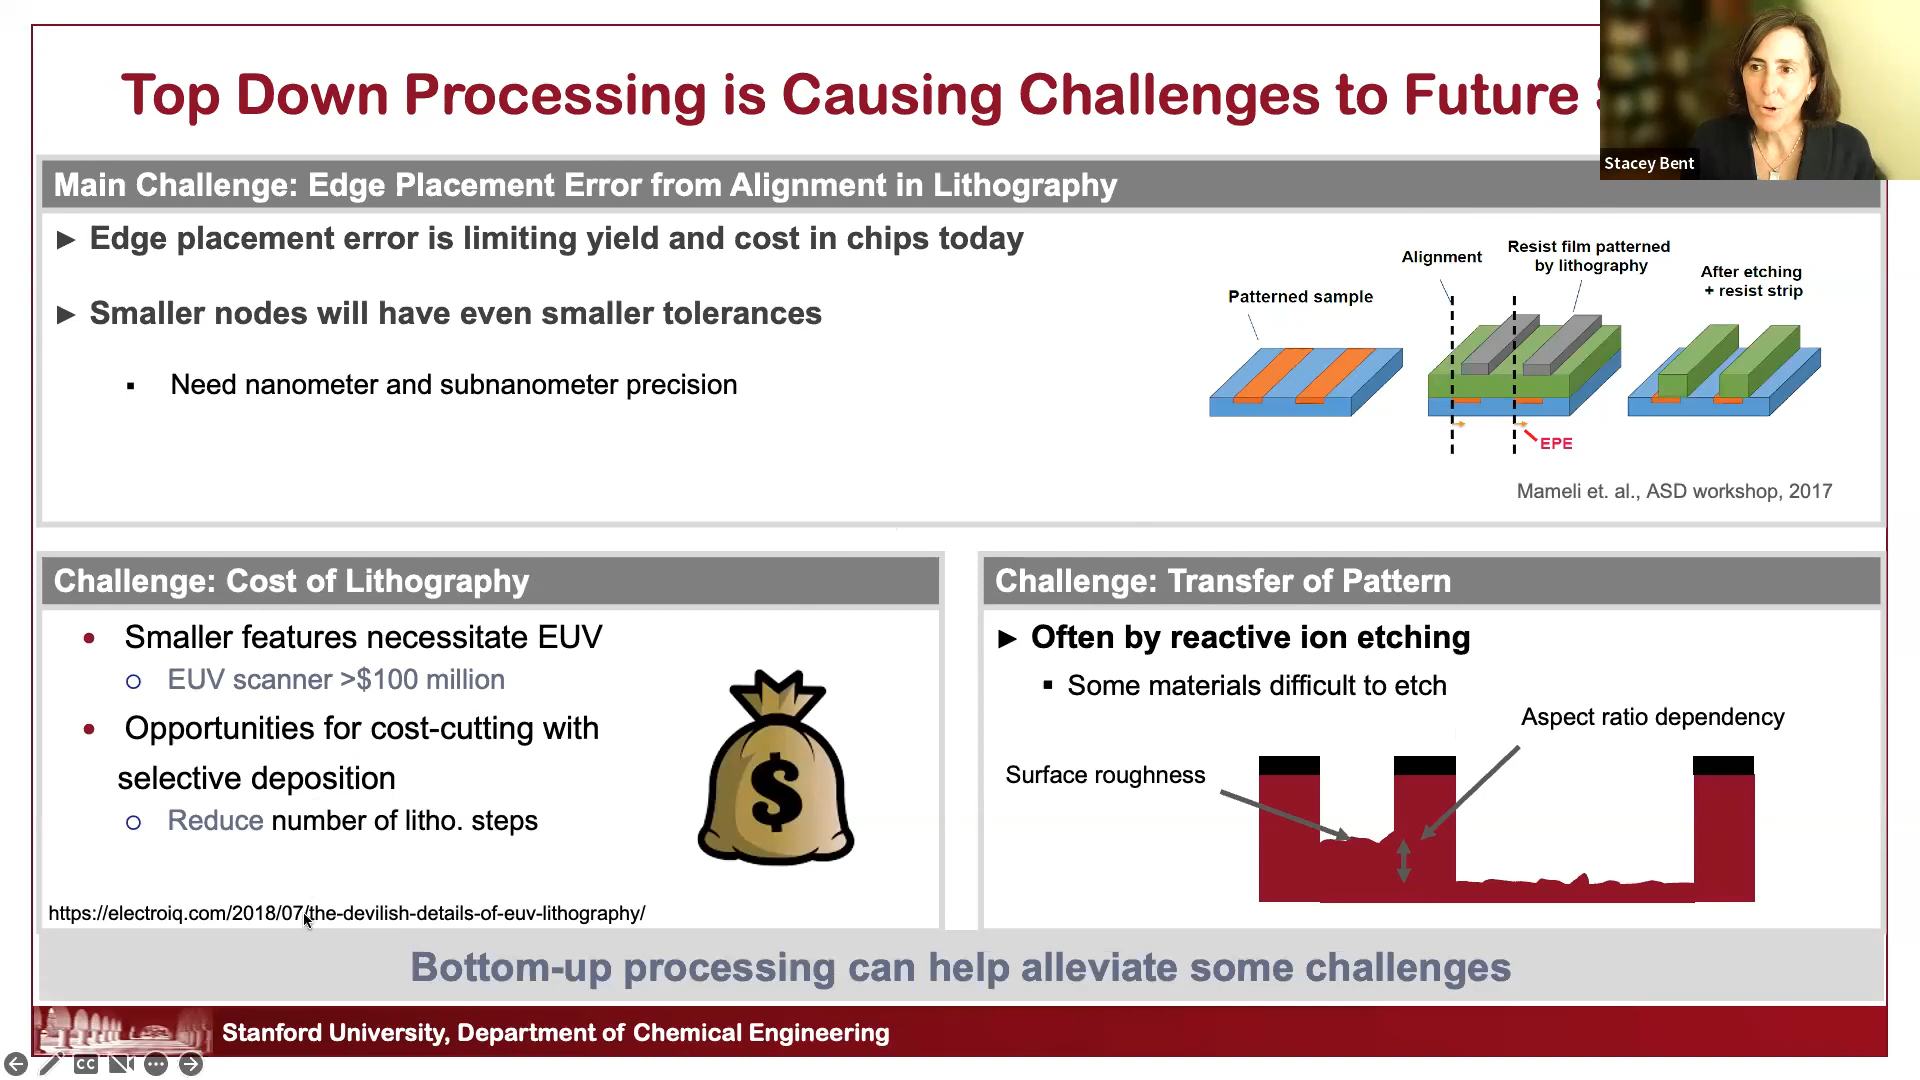 Top Down Processing is Causing Challenges to Future
Stacey Bent
Main Challenge: Edge Placement Error from Alignment in Lithography
► Edge placement error is limiting yield and cost in chips today
► Smaller nodes will have even smaller tolerances
▪ Need nanometer and subnanometer precision
Patterned sample
Alignment
Resist film patterned
by lithography
After etching
+ resist strip
EPE
Mameli et. al., ASD workshop, 2017
Challenge: Cost of Lithography
• Smaller features necessitate EUV
o EUV scanner >$100 million
• Opportunities for cost-cutting with
selective deposition
o Reduce number of litho. steps
$
https://electroiq.com/2018/07/the-devilish-details-of-euv-lithography/
Challenge: Transfer of Pattern
► Often by reactive ion etching
▪ Some materials difficult to etch
Aspect ratio dependency
Surface roughness
Bottom-up processing can help alleviate some challenges
Stanford University, Department of Chemical Engineering
CC